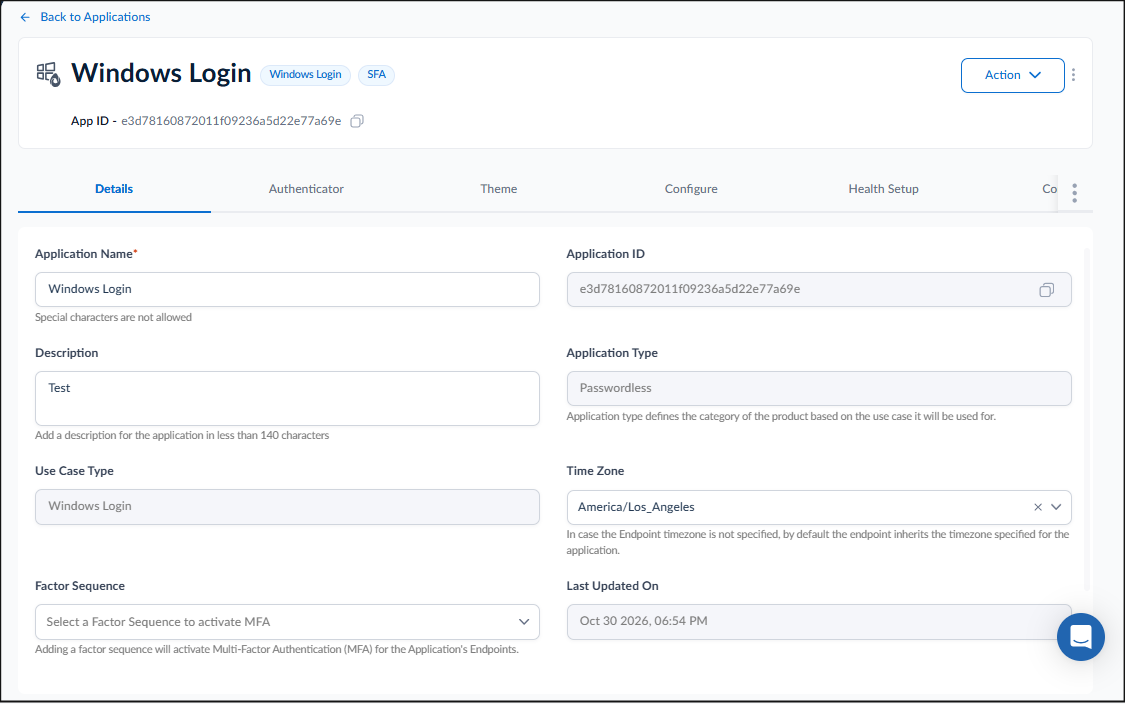 Back to Applications
Windows Login Windows Login SFA
Action
App ID - e3d78160872011f09236a5d22e77a69e
Details Authenticator Theme Configure Health Setup Co
Application Name*
Windows Login
Special characters are not allowed
Application ID
e3d78160872011f09236a5d22e77a69e
Description
Test
Add a description for the application in less than 140 characters
Application Type
Passwordless
Application type defines the category of the product based on the use case it will be used for.
Use Case Type
Windows Login
Time Zone
America/Los_Angeles
In case the Endpoint timezone is not specified, by default the endpoint inherits the timezone specified for the
application.
Factor Sequence
Select a Factor Sequence to activate MFA
Adding a factor sequence will activate Multi-Factor Authentication (MFA) for the Application's Endpoints.
Last Updated On
Oct 30 2026, 06:54 PM